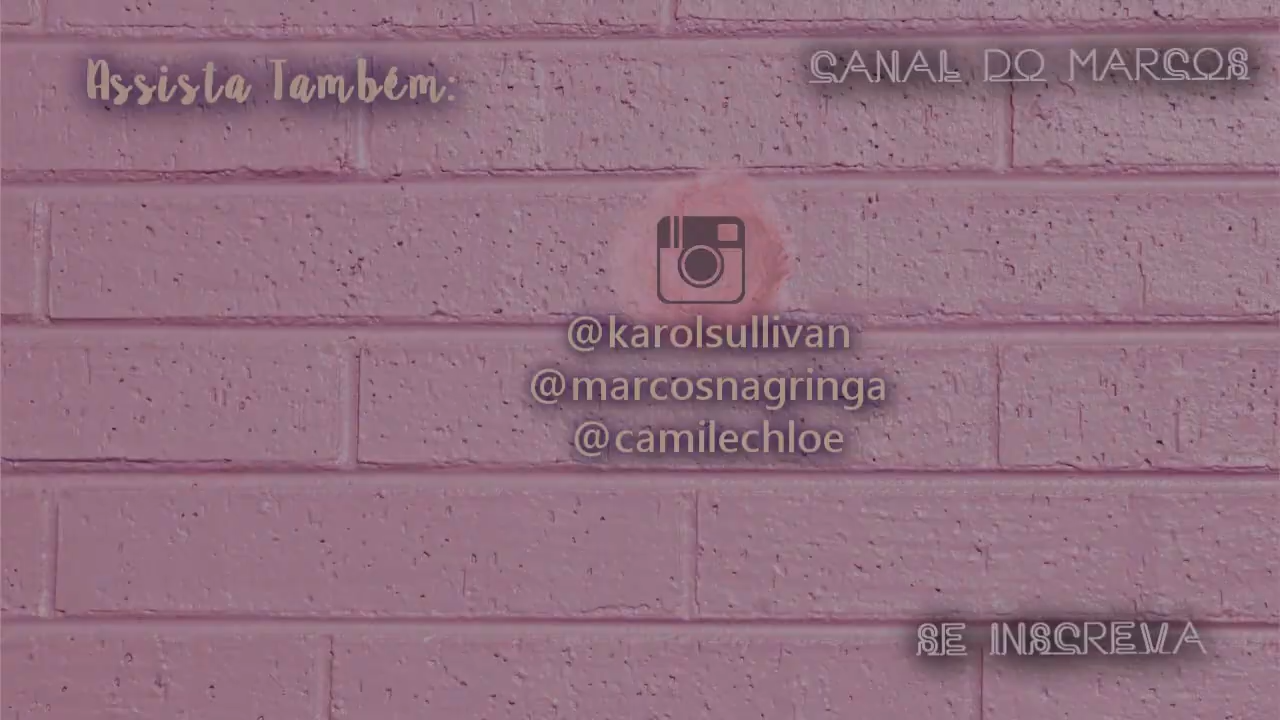 Assista Também:
CANAL DO MARCOS
@karolsullivan
@marcosnagringa
@camilechloe
SE INSCREVA